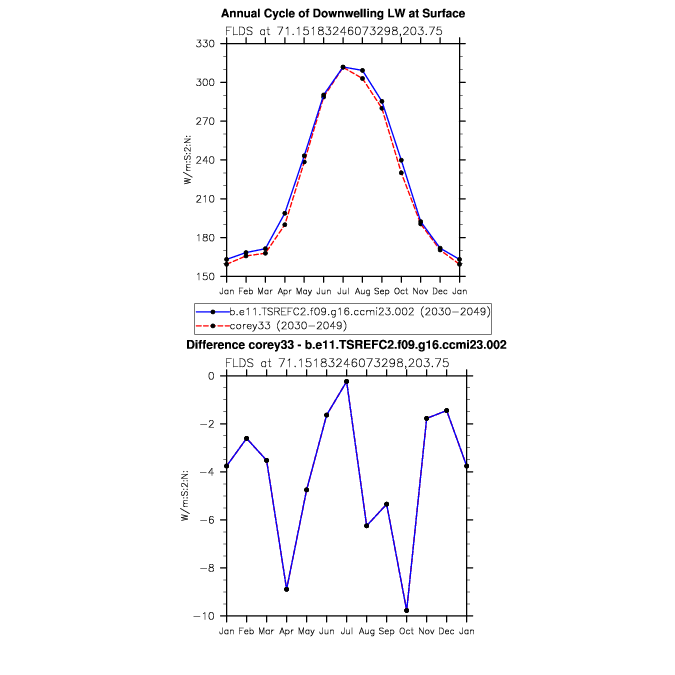 Annual Cycle of Downwelling LW at Surface
FLDS at 71.15183246073298,203.75
330
300
270
240
210
180
150
W/m:S:2:N:
Jan Feb Mar Apr May Jun Jul Aug Sep Oct Nov Dec Jan
b.e11.TSREFC2.f09.g16.ccmi23.002 (2030-2049)
corey33 (2030-2049)
Difference corey33 - b.e11.TSREFC2.f09.g16.ccmi23.002
FLDS at 71.15183246073298,203.75
0
-2
-4
-6
-8
-10
W/m:S:2:N:
Jan Feb Mar Apr May Jun Jul Aug Sep Oct Nov Dec Jan